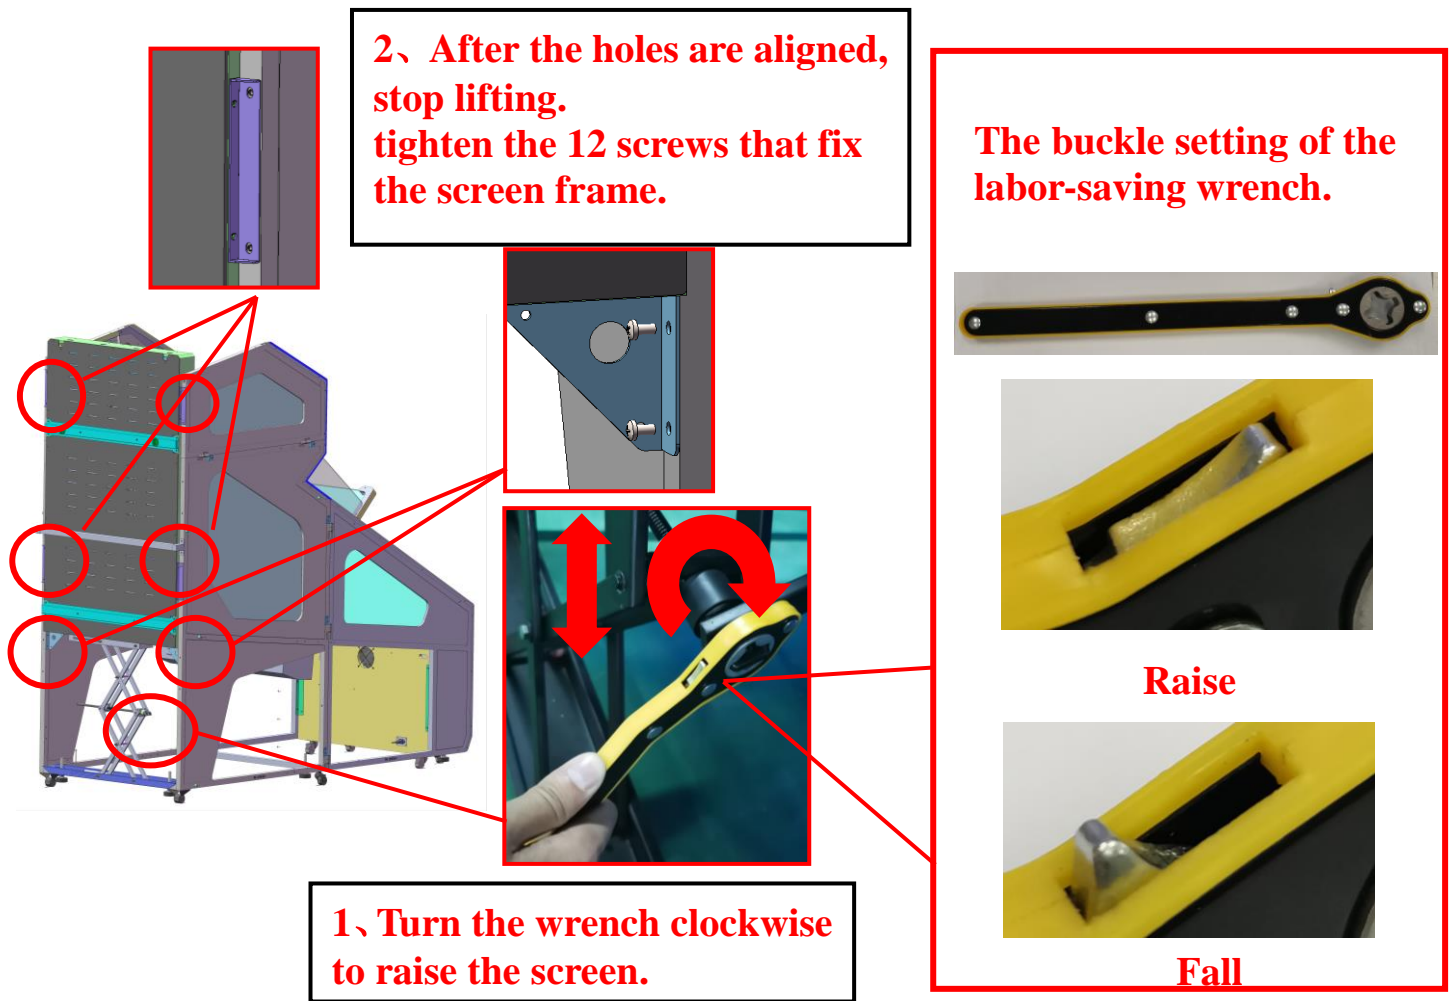 2、After the holes are aligned,
stop lifting.
tighten the 12 screws that fix
the screen frame.
The buckle setting of the
labor-saving wrench.
Raise
Fall
1、Turn the wrench clockwise
to raise the screen.